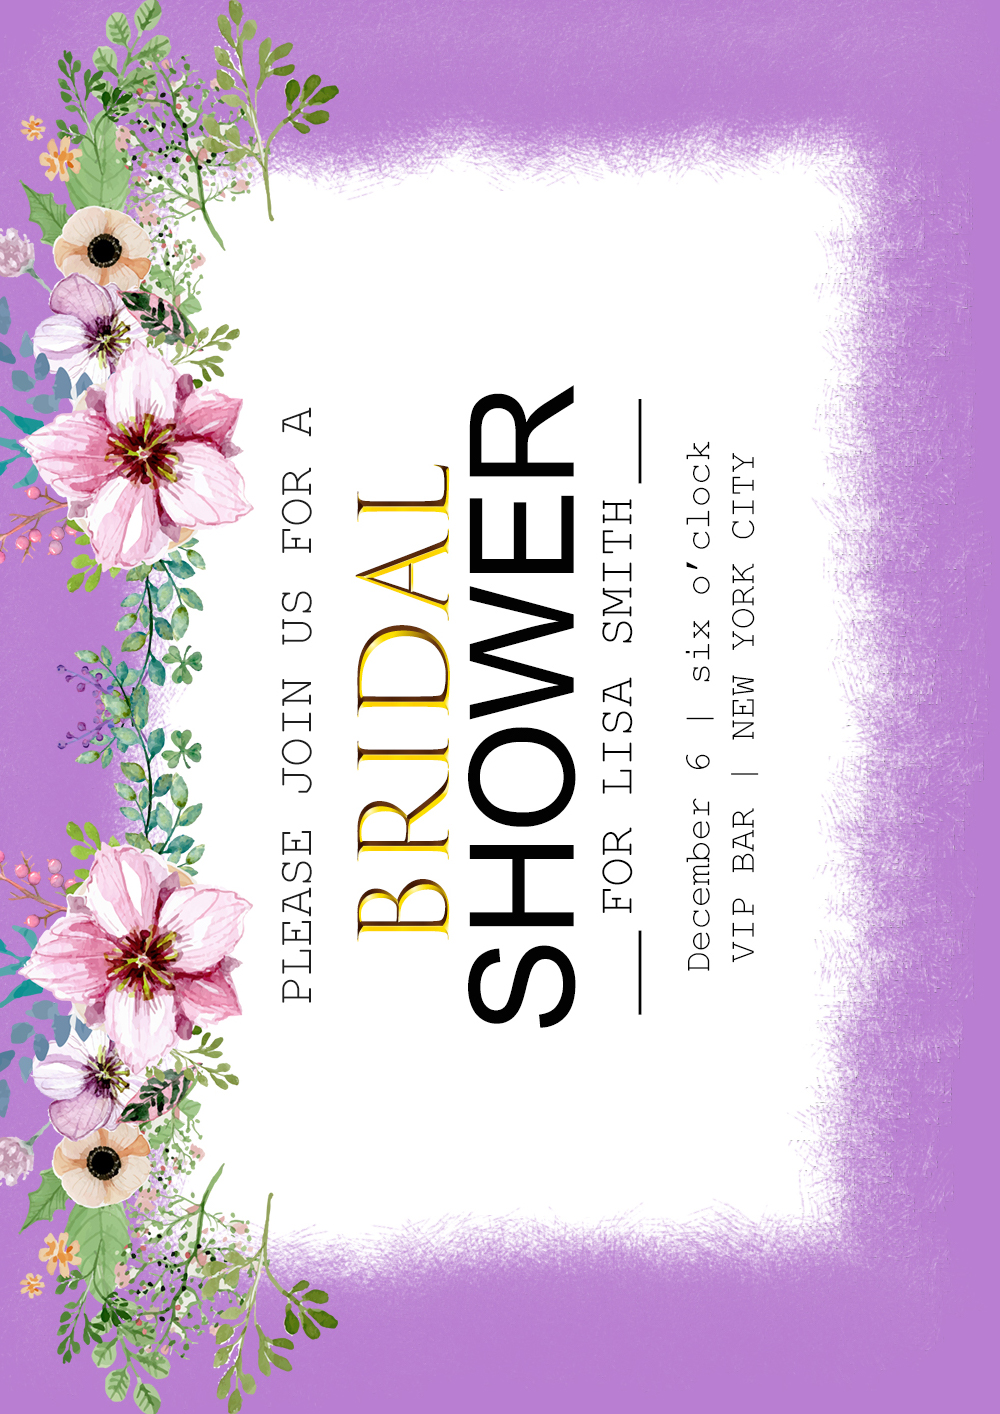 PLEASE JOIN US FOR A
BRIDAL
SHOWER
FOR LISA SMITH
December 6 | six o'clock
VIP BAR | NEW YORK CITY